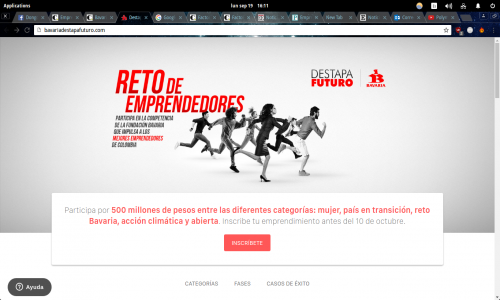 Applications
lun sep 19 16:11
bavariadestapafuturo.com
RETO DE
EMPRENDEDORES
PARTICIPA EN LA COMPETENCIA
DE LA FUNDACIÓN BAVARIA
QUE IMPULSA A LOS
MEJORES EMPRENDEDORES
DE COLOMBIA
DESTAPA
FUTURO
BAVARIA
Participa por 500 millones de pesos entre las diferentes categorías: mujer, país en transición, reto
Bavaria, acción climática y abierta. Inscribe tu emprendimiento antes del 10 de octubre.
INSCRÍBETE
Ayuda
CATEGORÍAS FASES CASOS DE ÉXITO